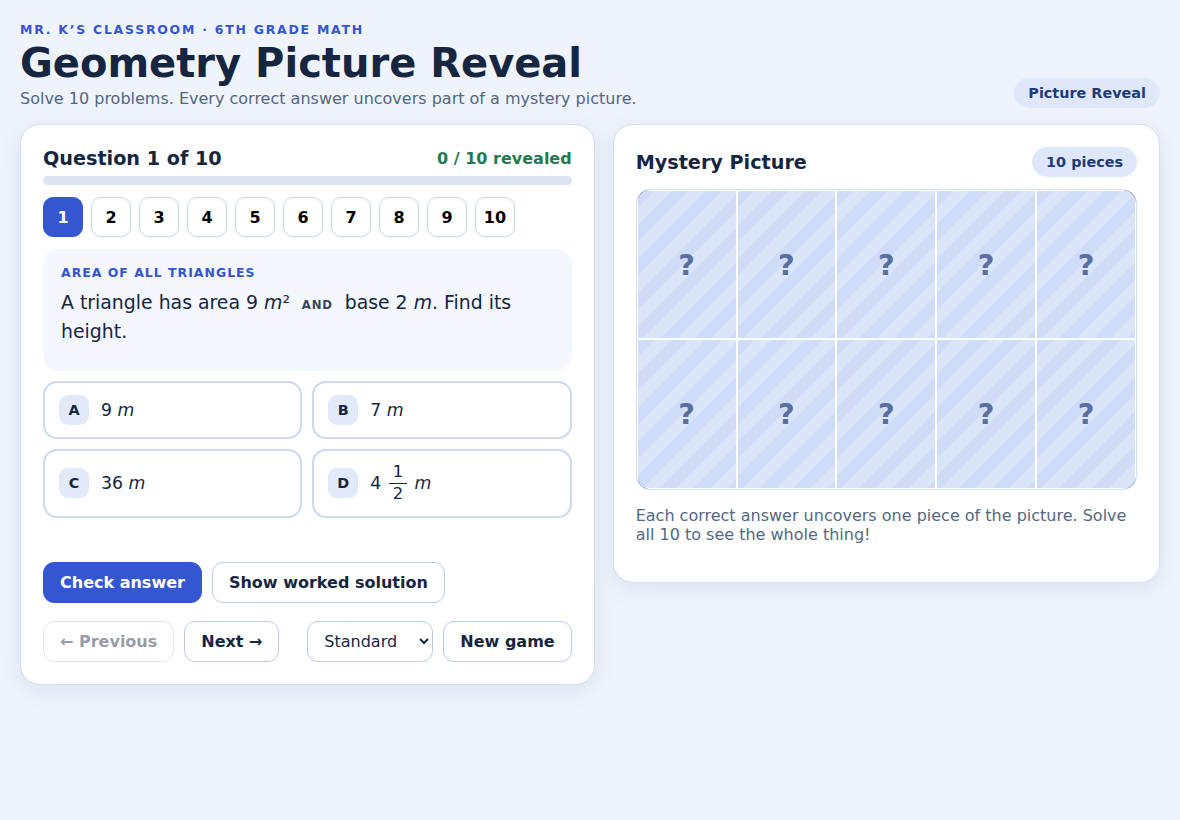 MR. K’S CLASSROOM · 6TH GRADE MATH
Geometry Picture Reveal
Solve 10 problems. Every correct answer uncovers part of a mystery picture.
Picture Reveal
Question 1 of 10
0 / 10 revealed
1 2 3 4 5 6 7 8 9 10
AREA OF ALL TRIANGLES
A triangle has area 9 m² AND base 2 m. Find its
height.
A 9 m
B 7 m
C 36 m
D 4 1/2 m
Check answer
Show worked solution
← Previous
Next →
Standard
New game
Mystery Picture
10 pieces
? ? ? ? ?
? ? ? ? ?
Each correct answer uncovers one piece of the picture. Solve
all 10 to see the whole thing!